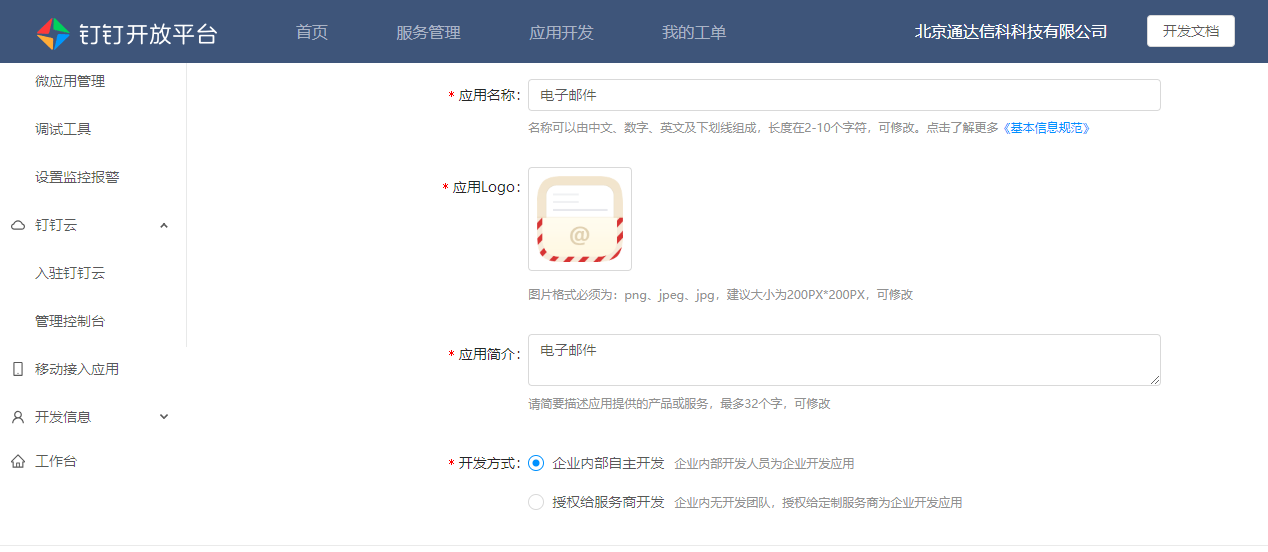 钉钉开放平台 首页 服务管理 应用开发 我的工单 北京通达信科科技有限公司 开发文档
微应用管理
调试工具
设置监控报警
钉钉云
入驻钉钉云
管理控制台
移动接入应用
开发信息
工作台
* 应用名称: 电子邮件
名称可以由中文、数字、英文及下划线组成，长度在2-10个字符，可修改。点击了解更多《基本信息规范》
* 应用Logo:
@
图片格式必须为：png、jpeg、jpg，建议大小为200PX*200PX，可修改
* 应用简介: 电子邮件
请简要描述应用提供的产品或服务，最多32个字，可修改
* 开发方式: 企业内部自主开发 企业内部开发人员为企业开发应用
授权给服务商开发 企业内无开发团队，授权给定制服务商为企业开发应用